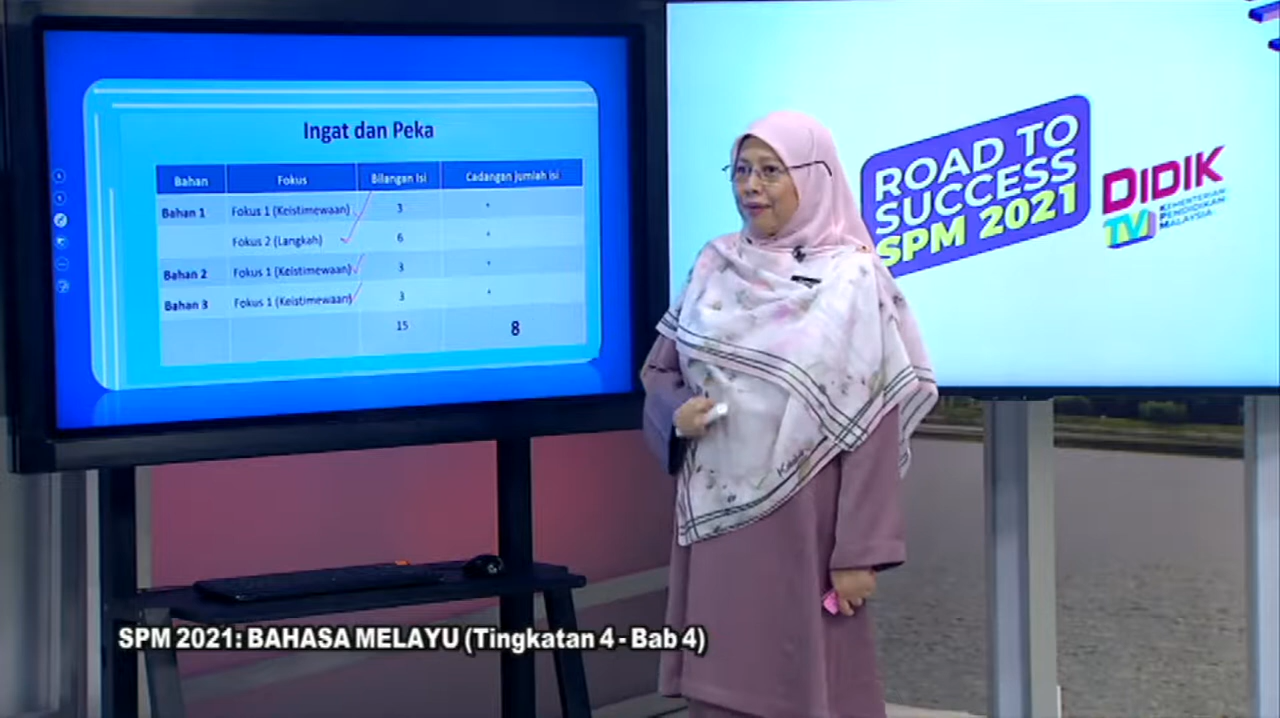 Ingat dan Peka
Bahan Fokus Bilangan Isi Cadangan jumlah isi
Bahan 1 Fokus 1 (Keistimewaan) 3
Fokus 2 (Langkah) 6
Bahan 2 Fokus 1 (Keistimewaan) 3
Bahan 3 Fokus 1 (Keistimewaan) 3
15 8
ROAD TO
SUCCESS
SPM 2021
DIDIK
TV
KEMENTERIAN
PENDIDIKAN
MALAYSIA
SPM 2021: BAHASA MELAYU (Tingkatan 4 - Bab 4)